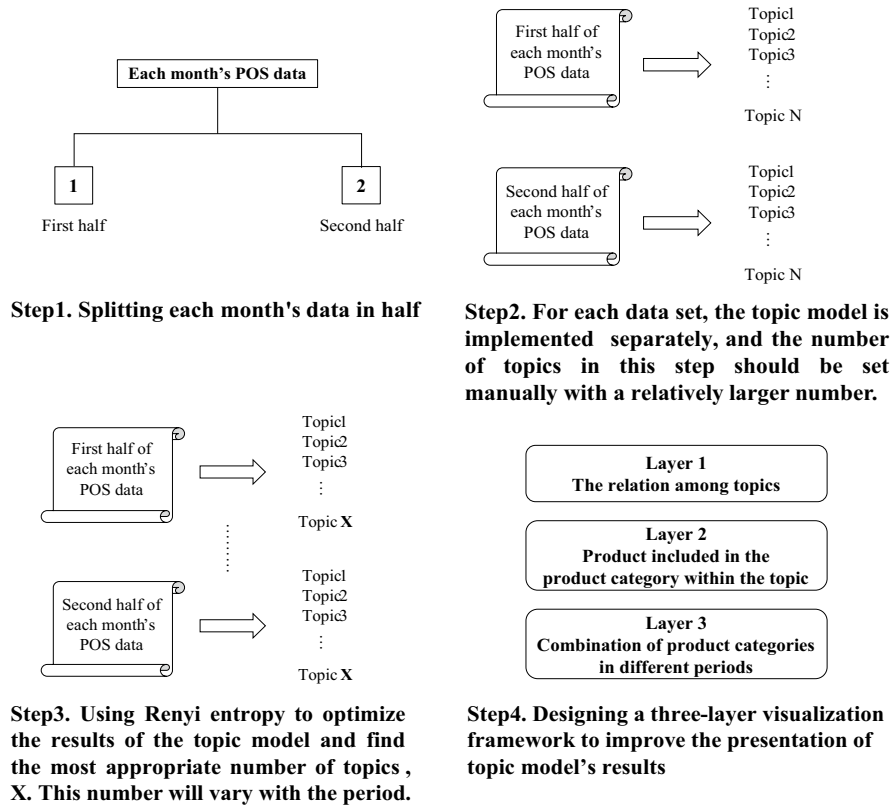 Each month's POS data
1
2
First half
Second half
Step1. Splitting each month's data in half
First half of
each month's
POS data
Topic1
Topic2
Topic3
⋮
Topic N
Second half of
each month's
POS data
Topic1
Topic2
Topic3
⋮
Topic N
Step2. For each data set, the topic model is
implemented separately, and the number
of topics in this step should be set
manually with a relatively larger number.
First half of
each month's
POS data
Topic1
Topic2
Topic3
⋮
Topic X
Second half of
each month's
POS data
Topic1
Topic2
Topic3
⋮
Topic X
Step3. Using Renyi entropy to optimize
the results of the topic model and find
the most appropriate number of topics ,
X. This number will vary with the period.
Layer 1
The relation among topics
Layer 2
Product included in the
product category within the topic
Layer 3
Combination of product categories
in different periods
Step4. Designing a three-layer visualization
framework to improve the presentation of
topic model's results